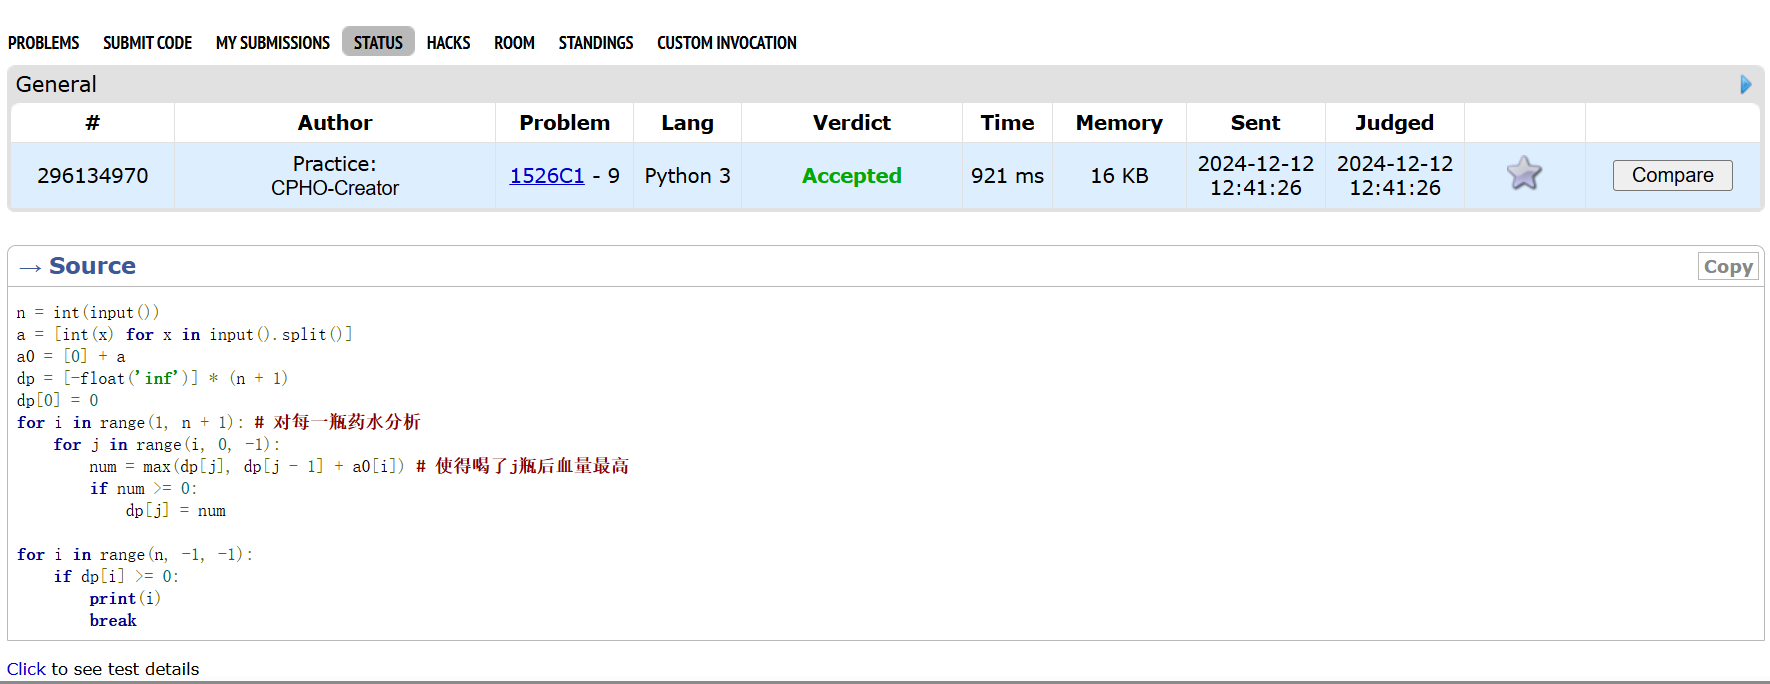 PROBLEMS SUBMIT CODE MY SUBMISSIONS STATUS HACKS ROOM STANDINGS CUSTOM INVOCATION
General
# Author Problem Lang Verdict Time Memory Sent Judged
296134970 Practice: CPHO-Creator 1526C1 - 9 Python 3 Accepted 921 ms 16 KB 2024-12-12 12:41:26 2024-12-12 12:41:26 Compare
→ Source Copy
n = int(input())
a = [int(x) for x in input().split()]
a0 = [0] + a
dp = [-float('inf')] * (n + 1)
dp[0] = 0
for i in range(1, n + 1): # 对每一瓶药水分析
    for j in range(i, 0, -1):
        num = max(dp[j], dp[j - 1] + a0[i]) # 使得喝了j瓶后血量最高
        if num >= 0:
            dp[j] = num
for i in range(n, -1, -1):
    if dp[i] >= 0:
        print(i)
        break
Click to see test details